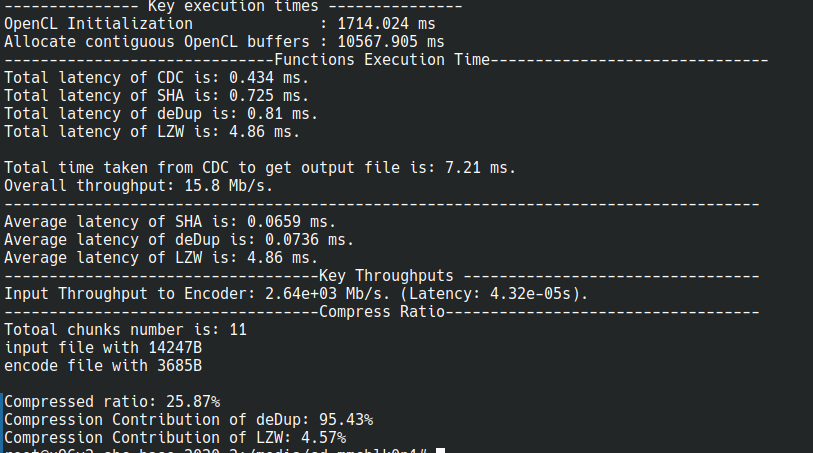 --------------- Key execution times ---------------
OpenCL Initialization              : 1714.024 ms
Allocate contiguous OpenCL buffers : 10567.905 ms
------------------------------Functions Execution Time-------------------------------
Total latency of CDC is: 0.434 ms.
Total latency of SHA is: 0.725 ms.
Total latency of deDup is: 0.81 ms.
Total latency of LZW is: 4.86 ms.
Total time taken from CDC to get output file is: 7.21 ms.
Overall throughput: 15.8 Mb/s.
------------------------------------------------------------------------------------
Average latency of SHA is: 0.0659 ms.
Average latency of deDup is: 0.0736 ms.
Average latency of LZW is: 4.86 ms.
-----------------------------------Key Throughputs ---------------------------------
Input Throughput to Encoder: 2.64e+03 Mb/s. (Latency: 4.32e-05s).
-----------------------------------Compress Ratio-----------------------------------
Totoal chunks number is: 11
input file with 14247B
encode file with 3685B
Compressed ratio: 25.87%
Compression Contribution of deDup: 95.43%
Compression Contribution of LZW: 4.57%